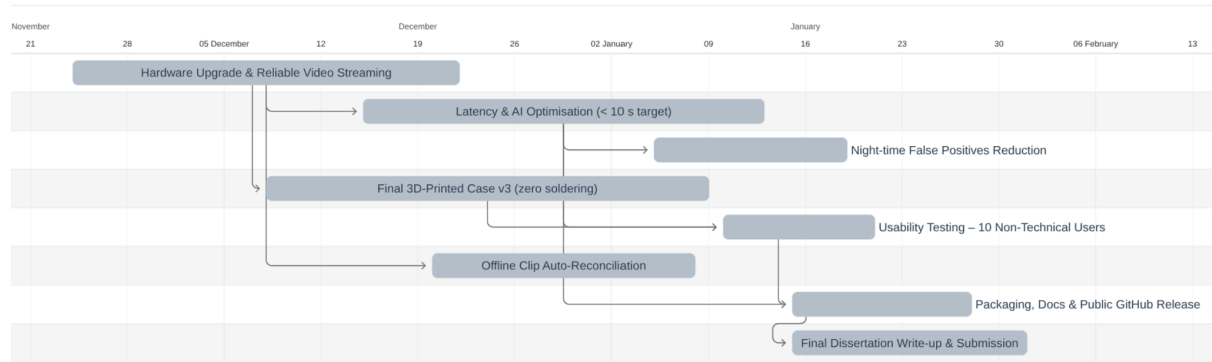 November December January
21 28 05 December 12 19 26 02 January 09 16 23 30 06 February 13
Hardware Upgrade & Reliable Video Streaming
Latency & AI Optimisation (< 10 s target)
Night-time False Positives Reduction
Final 3D-Printed Case v3 (zero soldering)
Usability Testing – 10 Non-Technical Users
Offline Clip Auto-Reconciliation
Packaging, Docs & Public GitHub Release
Final Dissertation Write-up & Submission